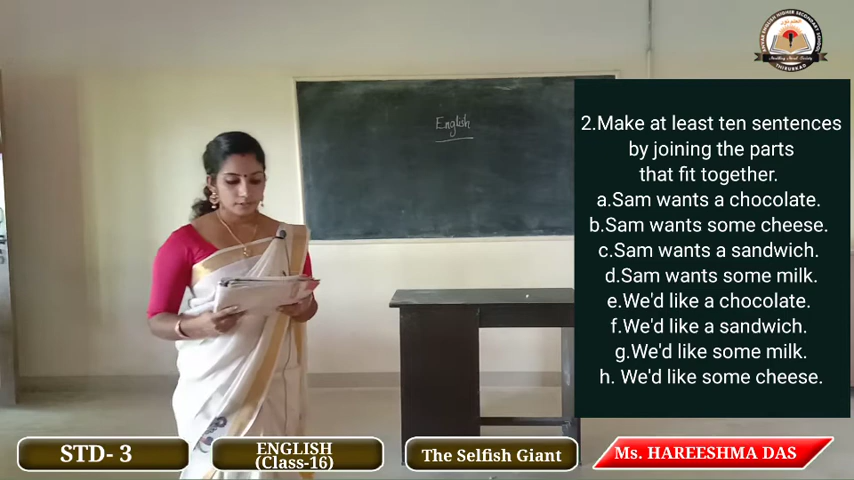 English
2.Make at least ten sentences
by joining the parts
that fit together.
a.Sam wants a chocolate.
b.Sam wants some cheese.
c.Sam wants a sandwich.
d.Sam wants some milk.
e.We'd like a chocolate.
f.We'd like a sandwich.
g.We'd like some milk.
h. We'd like some cheese.
STD- 3
ENGLISH
(Class-16)
The Selfish Giant
Ms. HAREESHMA DAS